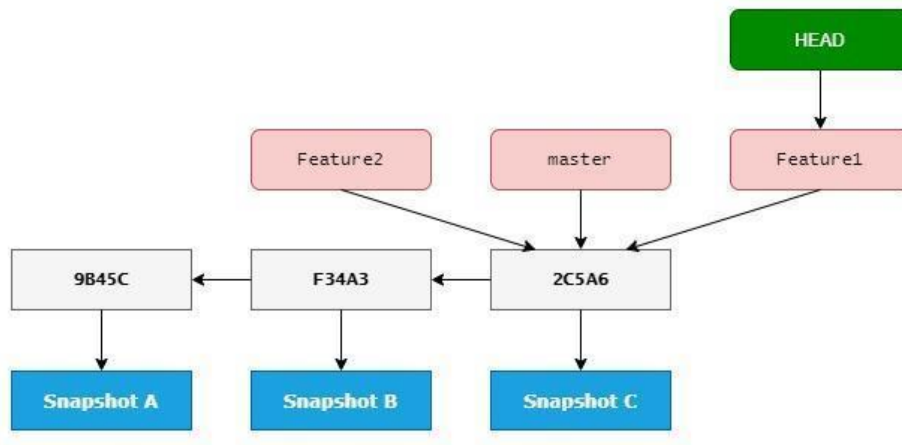 HEAD
Feature2
master
Feature1
9B45C
F34A3
2C5A6
Snapshot A
Snapshot B
Snapshot C